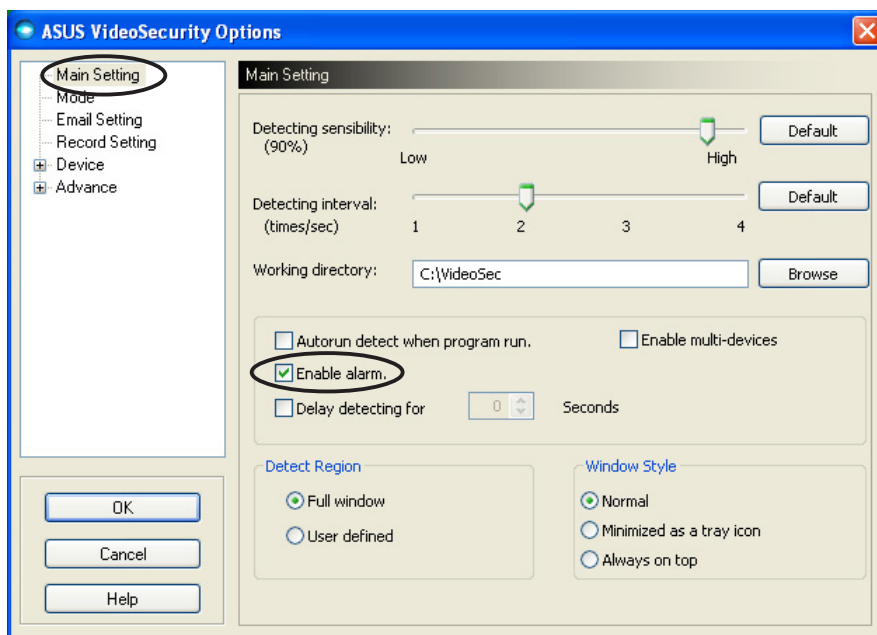 ASUS VideoSecurity Options
Main Setting
Mode
Email Setting
Record Setting
Device
Advance
OK
Cancel
Help
Main Setting
Detecting sensibility:
(90%)
Low
High
Default
Detecting interval:
(times/sec)
1 2 3 4
Default
Working directory:
C:\VideoSec
Browse
Autorun detect when program run.
Enable multi-devices
Enable alarm.
Delay detecting for 0 Seconds
Detect Region
Full window
User defined
Window Style
Normal
Minimized as a tray icon
Always on top